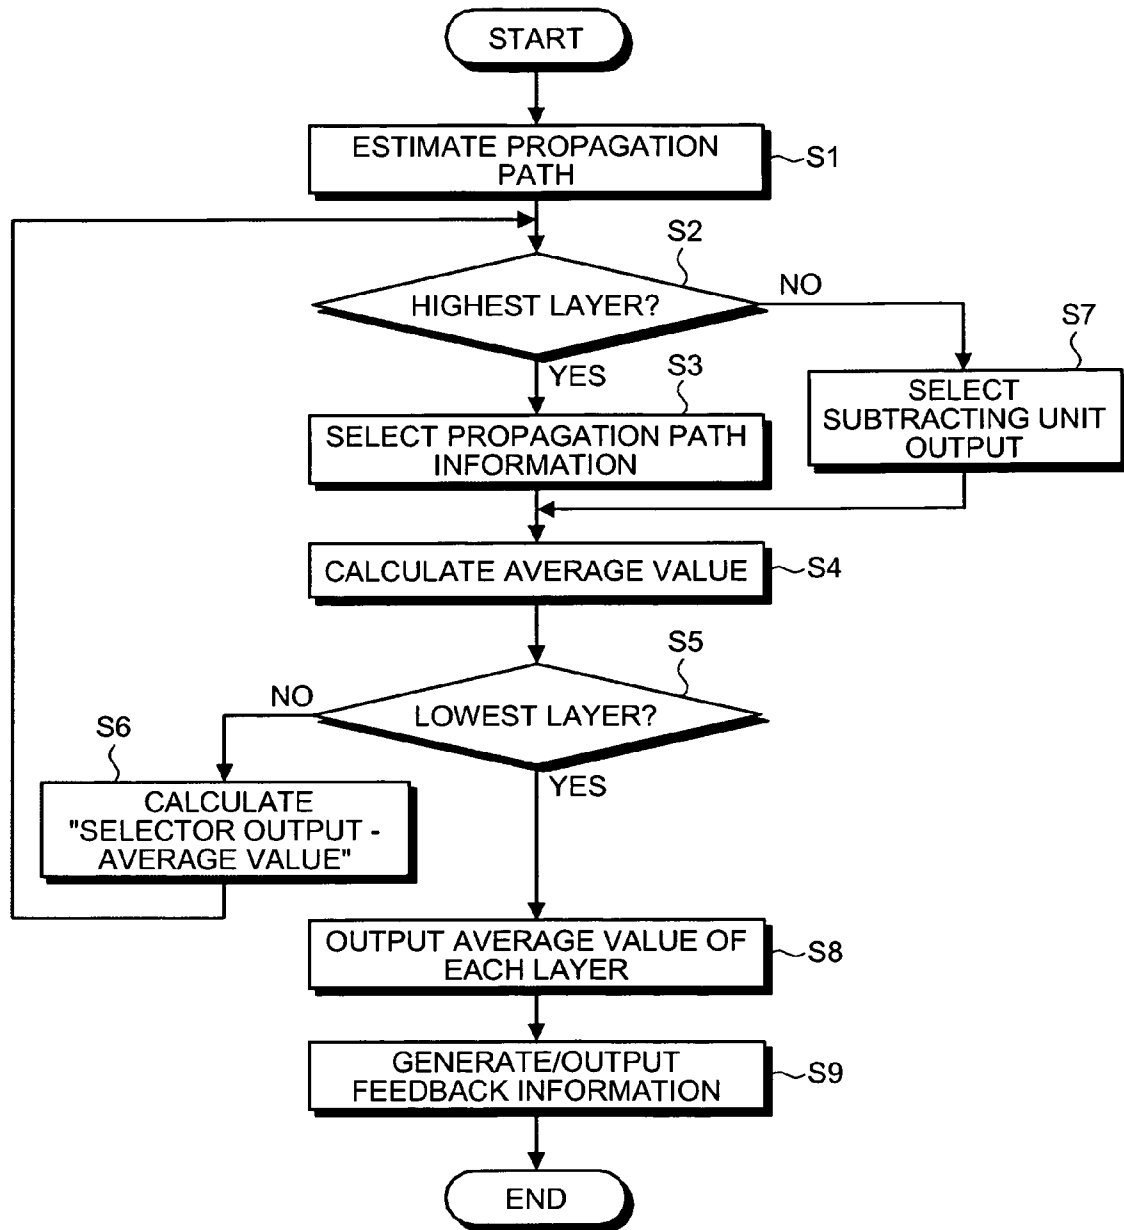 START
ESTIMATE PROPAGATION
PATH
S1
S2
HIGHEST LAYER?
NO
YES
S3
SELECT PROPAGATION PATH
INFORMATION
S7
SELECT
SUBTRACTING UNIT
OUTPUT
CALCULATE AVERAGE VALUE
S4
S5
LOWEST LAYER?
NO
YES
S6
CALCULATE
"SELECTOR OUTPUT -
AVERAGE VALUE"
OUTPUT AVERAGE VALUE OF
EACH LAYER
S8
GENERATE/OUTPUT
FEEDBACK INFORMATION
S9
END